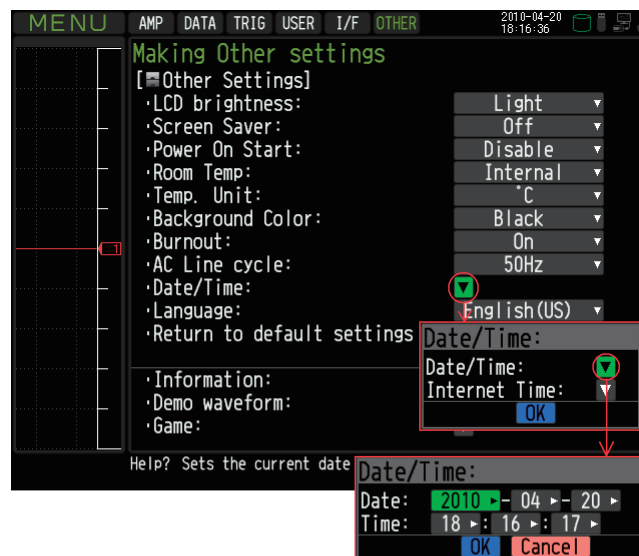 MENU AMP DATA TRIG USER I/F OTHER 2010-04-20 18:16:36
Making Other settings
[Other Settings]
·LCD brightness: Light
·Screen Saver: Off
·Power On Start: Disable
·Room Temp: Internal
·Temp. Unit: °C
·Background Color: Black
·Burnout: On
·AC Line cycle: 50Hz
·Date/Time:
·Language: English(US)
·Return to default settings
·Information:
·Demo waveform:
·Game:
1
Help? Sets the current date
Date/Time:
Date/Time:
Internet Time:
OK
Date/Time:
Date: 2010 - 04 - 20
Time: 18 : 16 : 17
OK Cancel